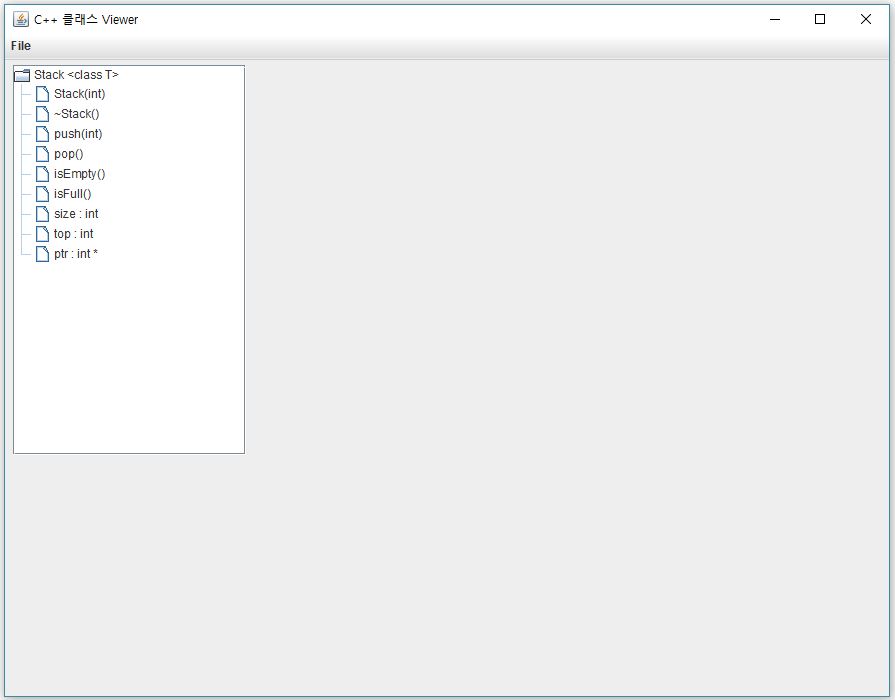 C++ 클래스 Viewer
File
Stack <class T>
Stack(int)
~Stack()
push(int)
pop()
isEmpty()
isFull()
size : int
top : int
ptr : int *